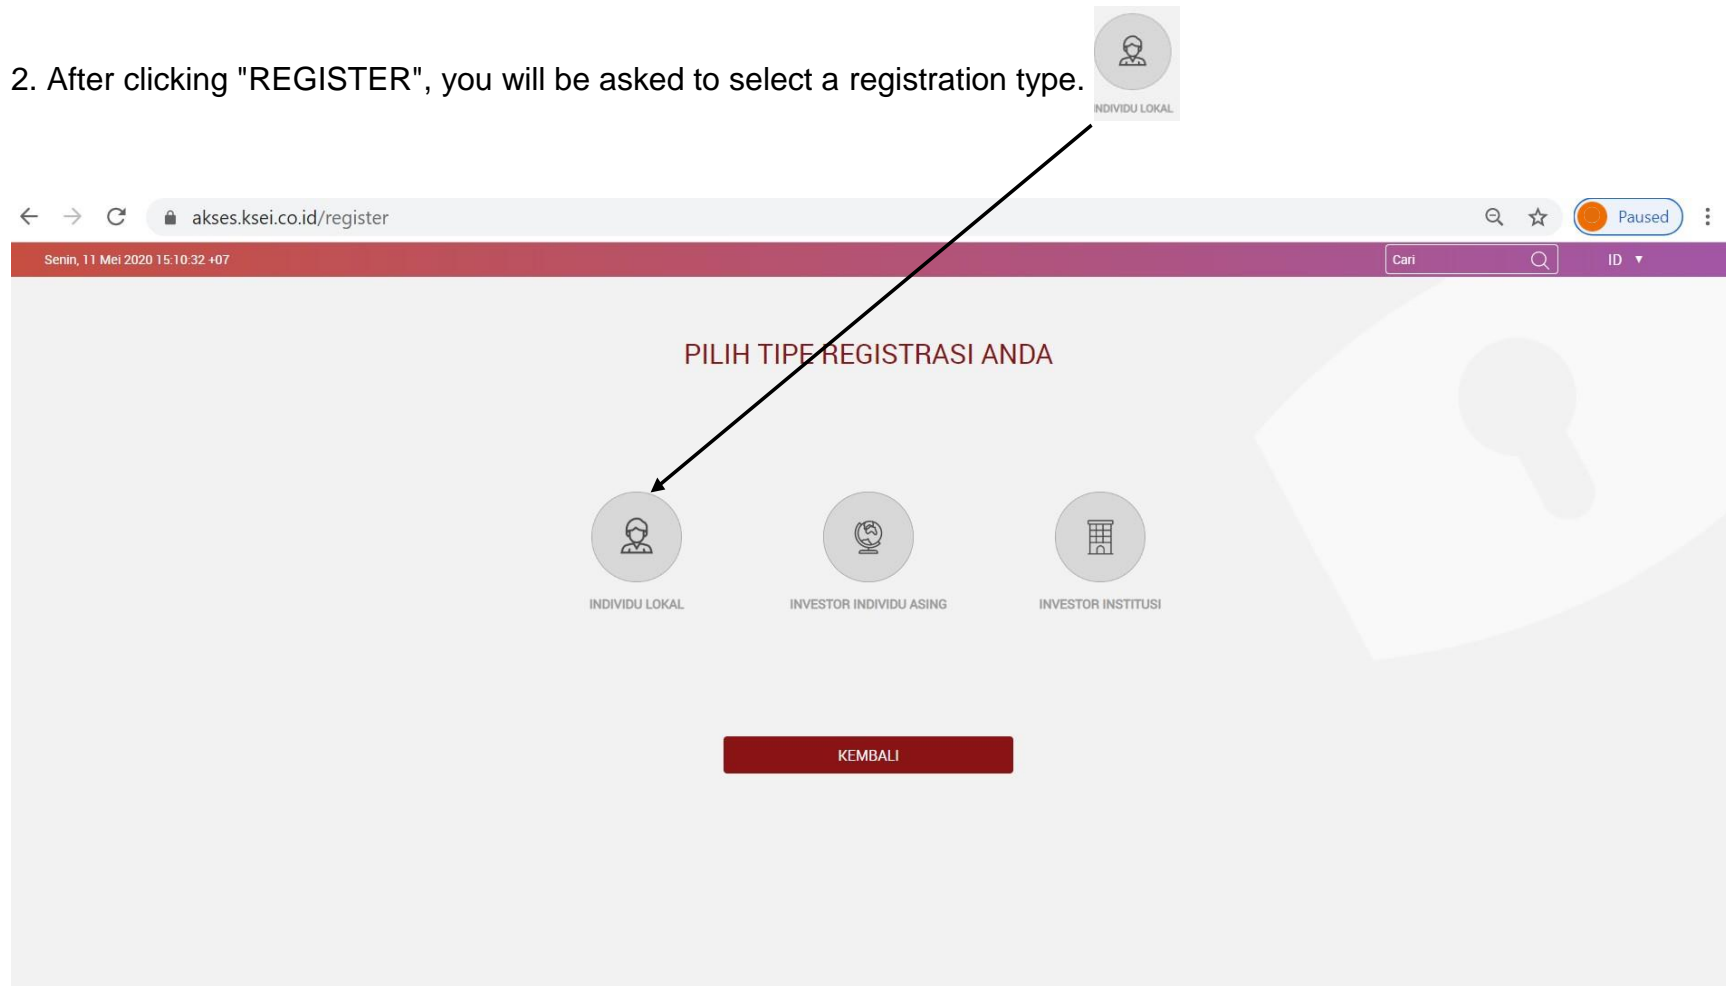 2. After clicking "REGISTER", you will be asked to select a registration type.
NDIVIDU LOKAL
akses.ksei.co.id/register
Paused
Senin, 11 Mei 2020 15:10:32 +07
Cari
ID
PILIH TIPE REGISTRASI ANDA
INDIVIDU LOKAL
INVESTOR INDIVIDU ASING
INVESTOR INSTITUSI
KEMBALI